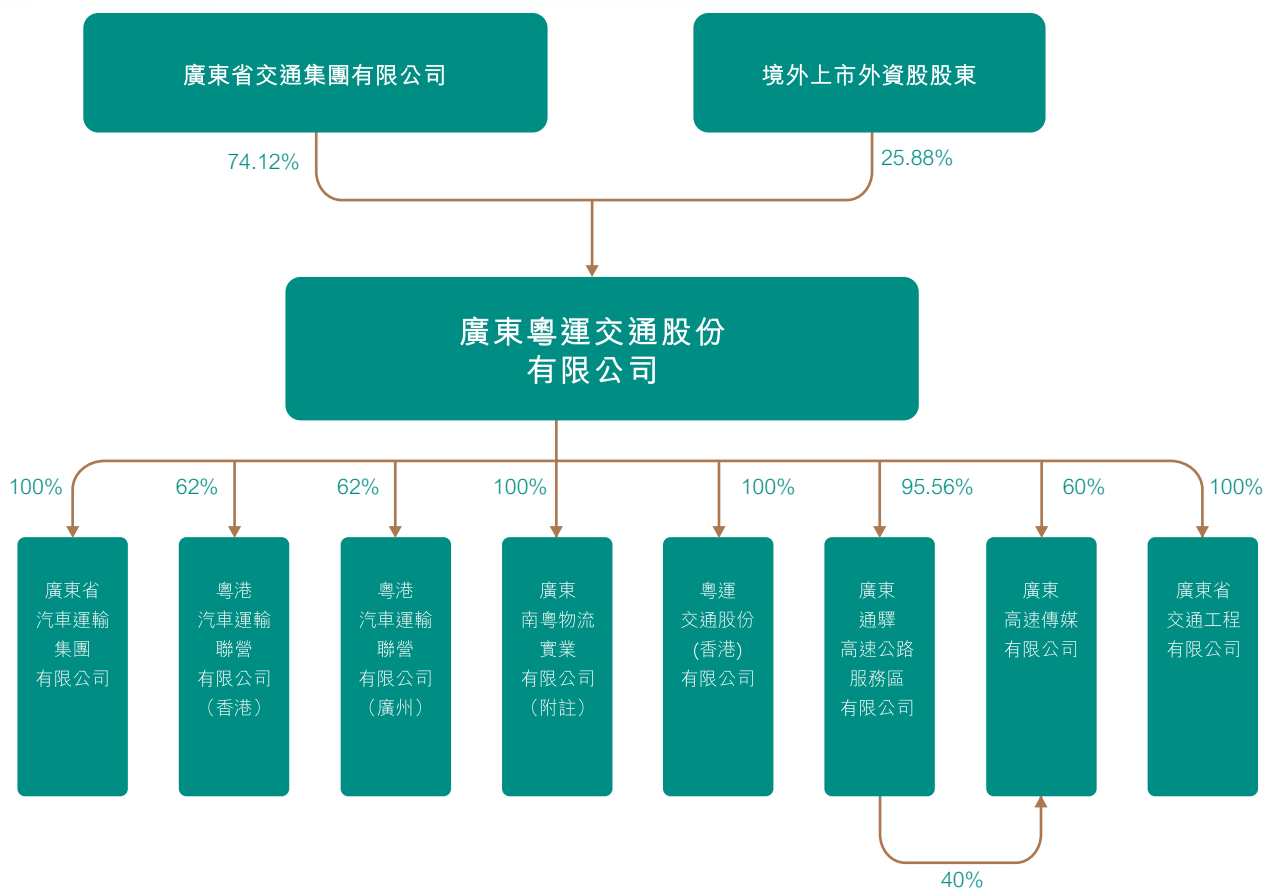 廣東省交通集團有限公司
境外上市外資股股東
74.12%
25.88%
廣東粵運交通股份
有限公司
100%
62%
62%
100%
100%
95.56%
60%
100%
廣東省
汽車運輸
集團
有限公司
粵港
汽車運輸
聯營
有限公司
（香港）
粵港
汽車運輸
聯營
有限公司
（廣州）
廣東
南粵物流
實業
有限公司
（附註）
粵運
交通股份
(香港)
有限公司
廣東
通驛
高速公路
服務區
有限公司
廣東
高速傳媒
有限公司
廣東省
交通工程
有限公司
40%